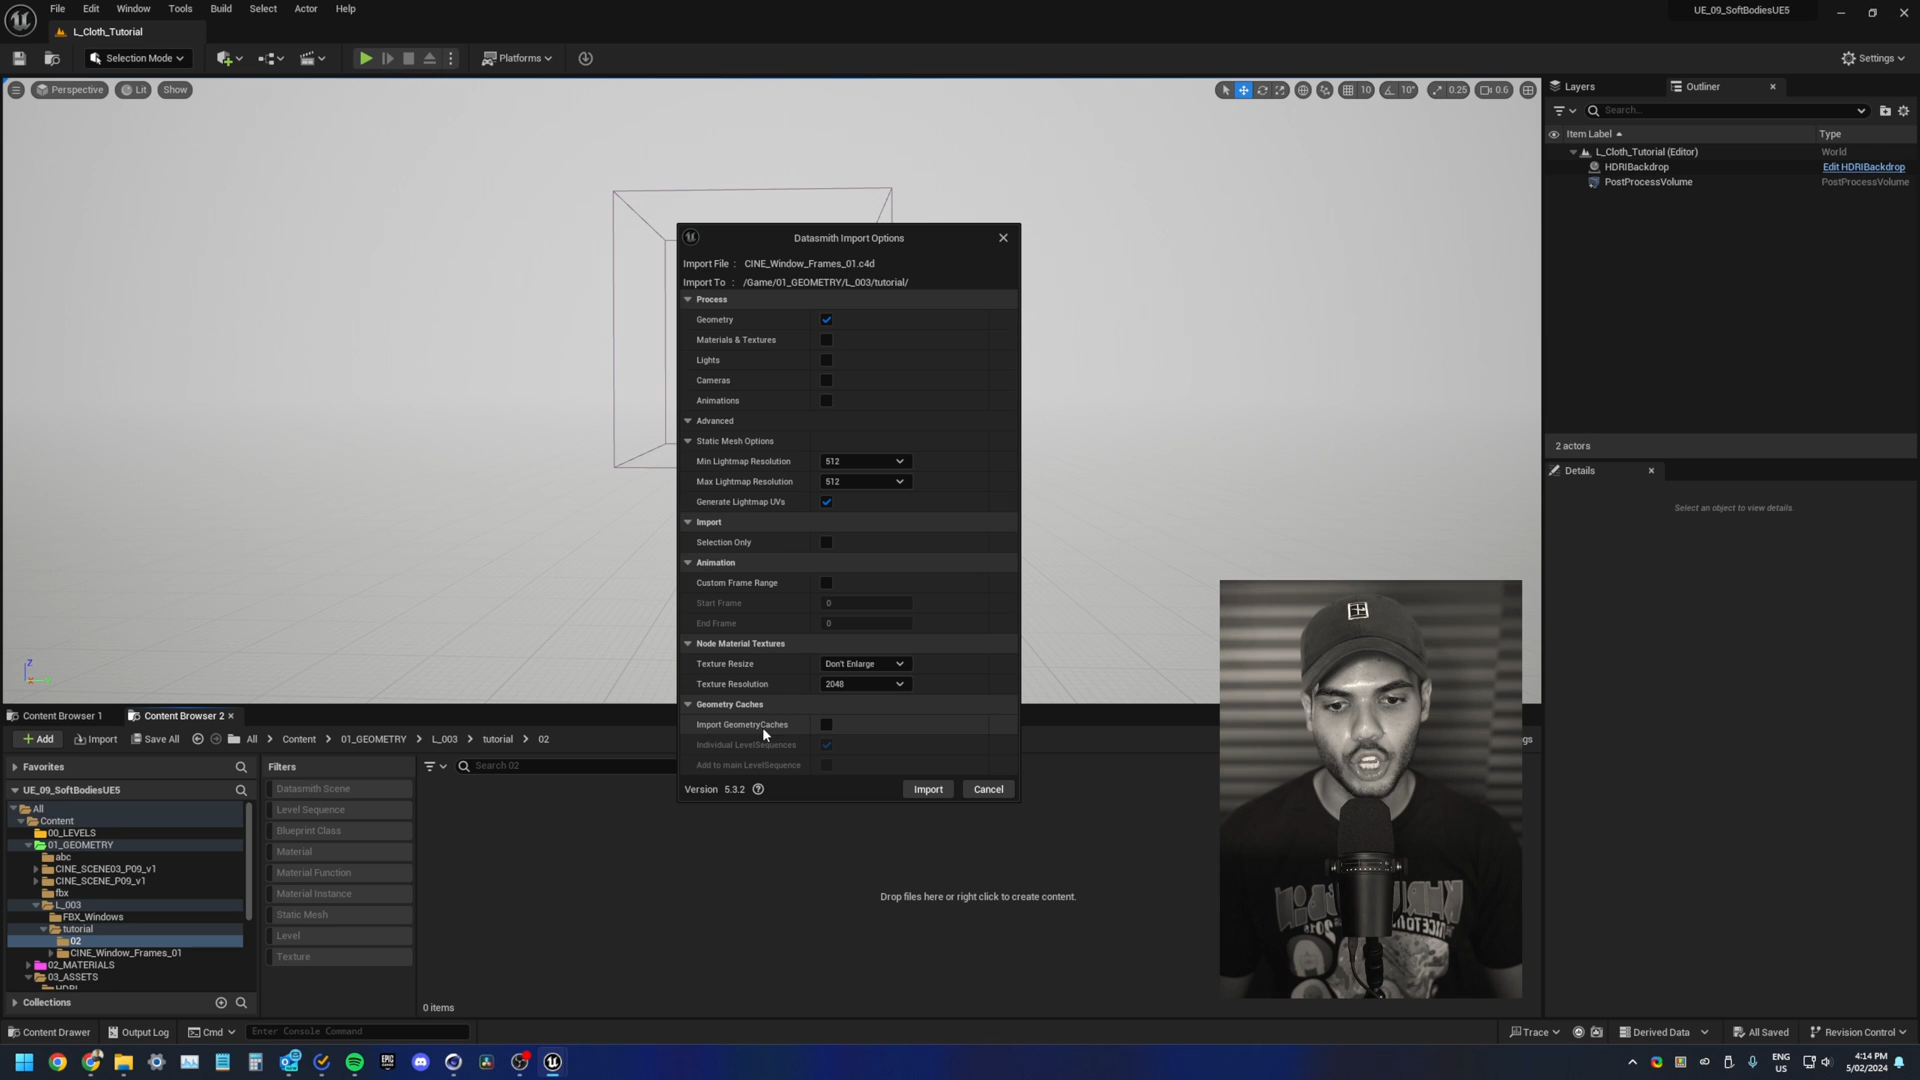 File Edit Window Tools Build Select Actor Help
UE_09_SoftBodiesUE5
L_Cloth_Tutorial
Selection Mode
Platforms
Settings
Perspective Lit Show
10 10° 0.25 0.6
Layers Outliner
Search...
Item Label Type
L_Cloth_Tutorial (Editor) World
HDRIBackdrop Edit HDRIBackdrop
PostProcessVolume PostProcessVolume
2 actors
Details
Select an object to view details.
Datasmith Import Options
Import File : CINE_Window_Frames_01.c4d
Import To : /Game/01_GEOMETRY/L_003/tutorial/
Process
Geometry
Materials & Textures
Lights
Cameras
Animations
Advanced
Static Mesh Options
Min Lightmap Resolution 512
Max Lightmap Resolution 512
Generate Lightmap UVs
Import
Selection Only
Animation
Custom Frame Range
Start Frame 0
End Frame 0
Node Material Textures
Texture Resize Don't Enlarge
Texture Resolution 2048
Geometry Caches
Import GeometryCaches
Individual LevelSequences
Add to main LevelSequence
Version 5.3.2 Import Cancel
Z
Content Browser 1 Content Browser 2
Add Import Save All All Content 01_GEOMETRY L_003 tutorial 02
Favorites
UE_09_SoftBodiesUE5
All
Content
00_LEVELS
01_GEOMETRY
abc
CINE_SCENE03_P09_v1
CINE_SCENE_P09_v1
fbx
L_003
FBX_Windows
tutorial
02
CINE_Window_Frames_01
02_MATERIALS
03_ASSETS
HDRI
Collections
Filters
Datasmith Scene
Level Sequence
Blueprint Class
Material
Material Function
Material Instance
Static Mesh
Level
Texture
Search 02
Drop files here or right click to create content.
0 items
Content Drawer Output Log Cmd Enter Console Command
Trace Derived Data All Saved Revision Control
EPIC
ENG
US
4:14 PM
5/02/2024